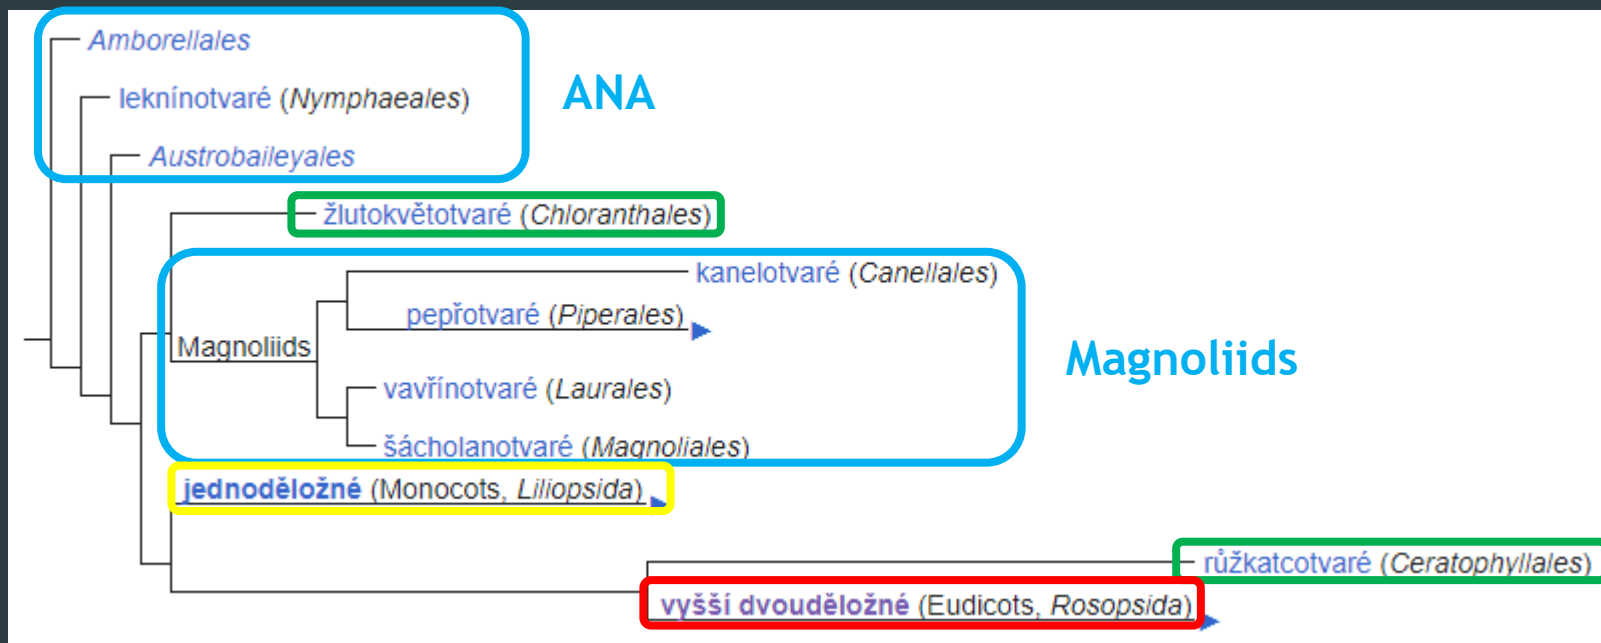 Amborellales
leknínotvaré (Nymphaeales)
ANA
Austrobaileyales
žlutokvětotvaré (Chloranthales)
kanelotvaré (Canellales)
pepřotvaré (Piperales)
Magnoliids
Magnoliids
vavřínotvaré (Laurales)
šácholanotvaré (Magnoliales)
jednoděložné (Monocots, Liliopsida)
růžkatcotvaré (Ceratophyllales)
vyšší dvouděložné (Eudicots, Rosopsida)